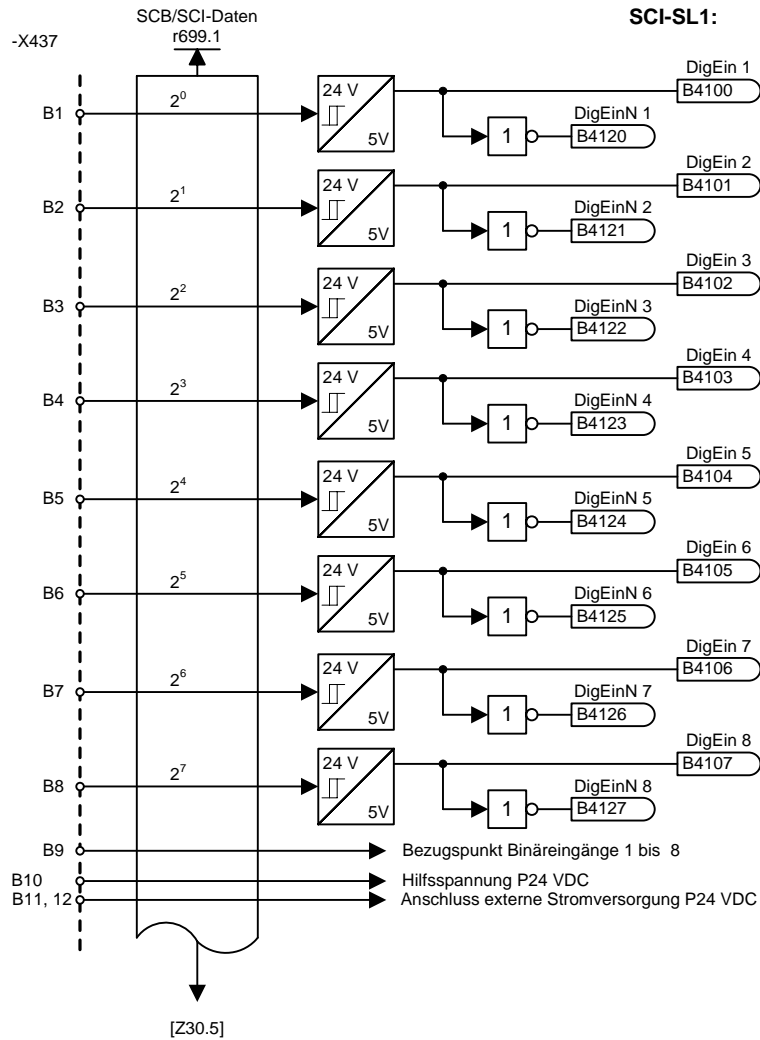 SCB/SCI-Daten
r699.1
SCI-SL1:
-X437
DigEin 1
B4100
B1
2⁰
24 V
5V
DigEinN 1
1
B4120
DigEin 2
B4101
B2
2¹
24 V
5V
DigEinN 2
1
B4121
DigEin 3
B4102
B3
2²
24 V
5V
DigEinN 3
1
B4122
DigEin 4
B4103
B4
2³
24 V
5V
DigEinN 4
1
B4123
DigEin 5
B4104
B5
2⁴
24 V
5V
DigEinN 5
1
B4124
DigEin 6
B4105
B6
2⁵
24 V
5V
DigEinN 6
1
B4125
DigEin 7
B4106
B7
2⁶
24 V
5V
DigEinN 7
1
B4126
DigEin 8
B4107
B8
2⁷
24 V
5V
DigEinN 8
1
B4127
B9 Bezugspunkt Binäreingänge 1 bis 8
B10 Hilfsspannung P24 VDC
B11, 12 Anschluss externe Stromversorgung P24 VDC
[Z30.5]